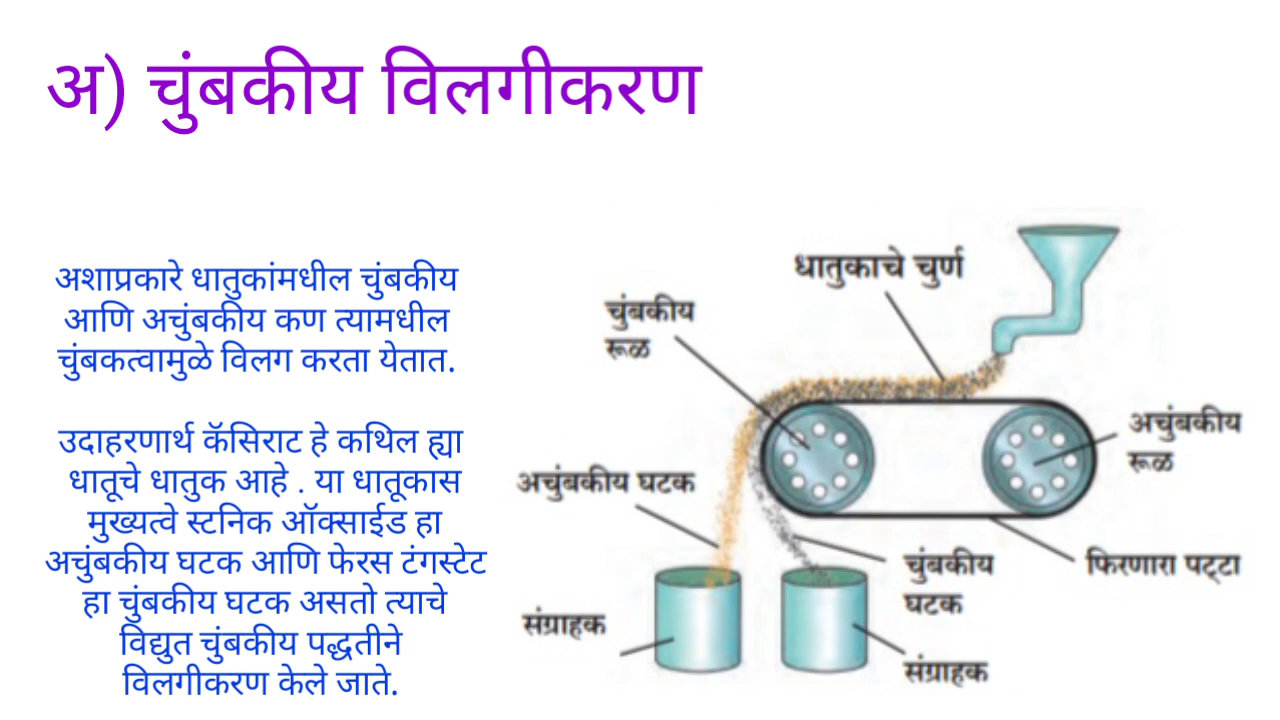 अ) चुंबकीय विलगीकरण
अशाप्रकारे धातुकांमधील चुंबकीय
आणि अचुंबकीय कण त्यामधील
चुंबकत्वामुळे विलग करता येतात.
उदाहरणार्थ कॅसिराट हे कथिल ह्या
धातूचे धातुक आहे . या धातूकास
मुख्यत्वे स्टनिक ऑक्साईड हा
अचुंबकीय घटक आणि फेरस टंगस्टेट
हा चुंबकीय घटक असतो त्याचे
विद्युत चुंबकीय पद्धतीने
विलगीकरण केले जाते.
धातुकाचे चुर्ण
चुंबकीय
रूळ
अचुंबकीय
रूळ
अचुंबकीय घटक
चुंबकीय
घटक
फिरणारा पट्टा
संग्राहक
संग्राहक